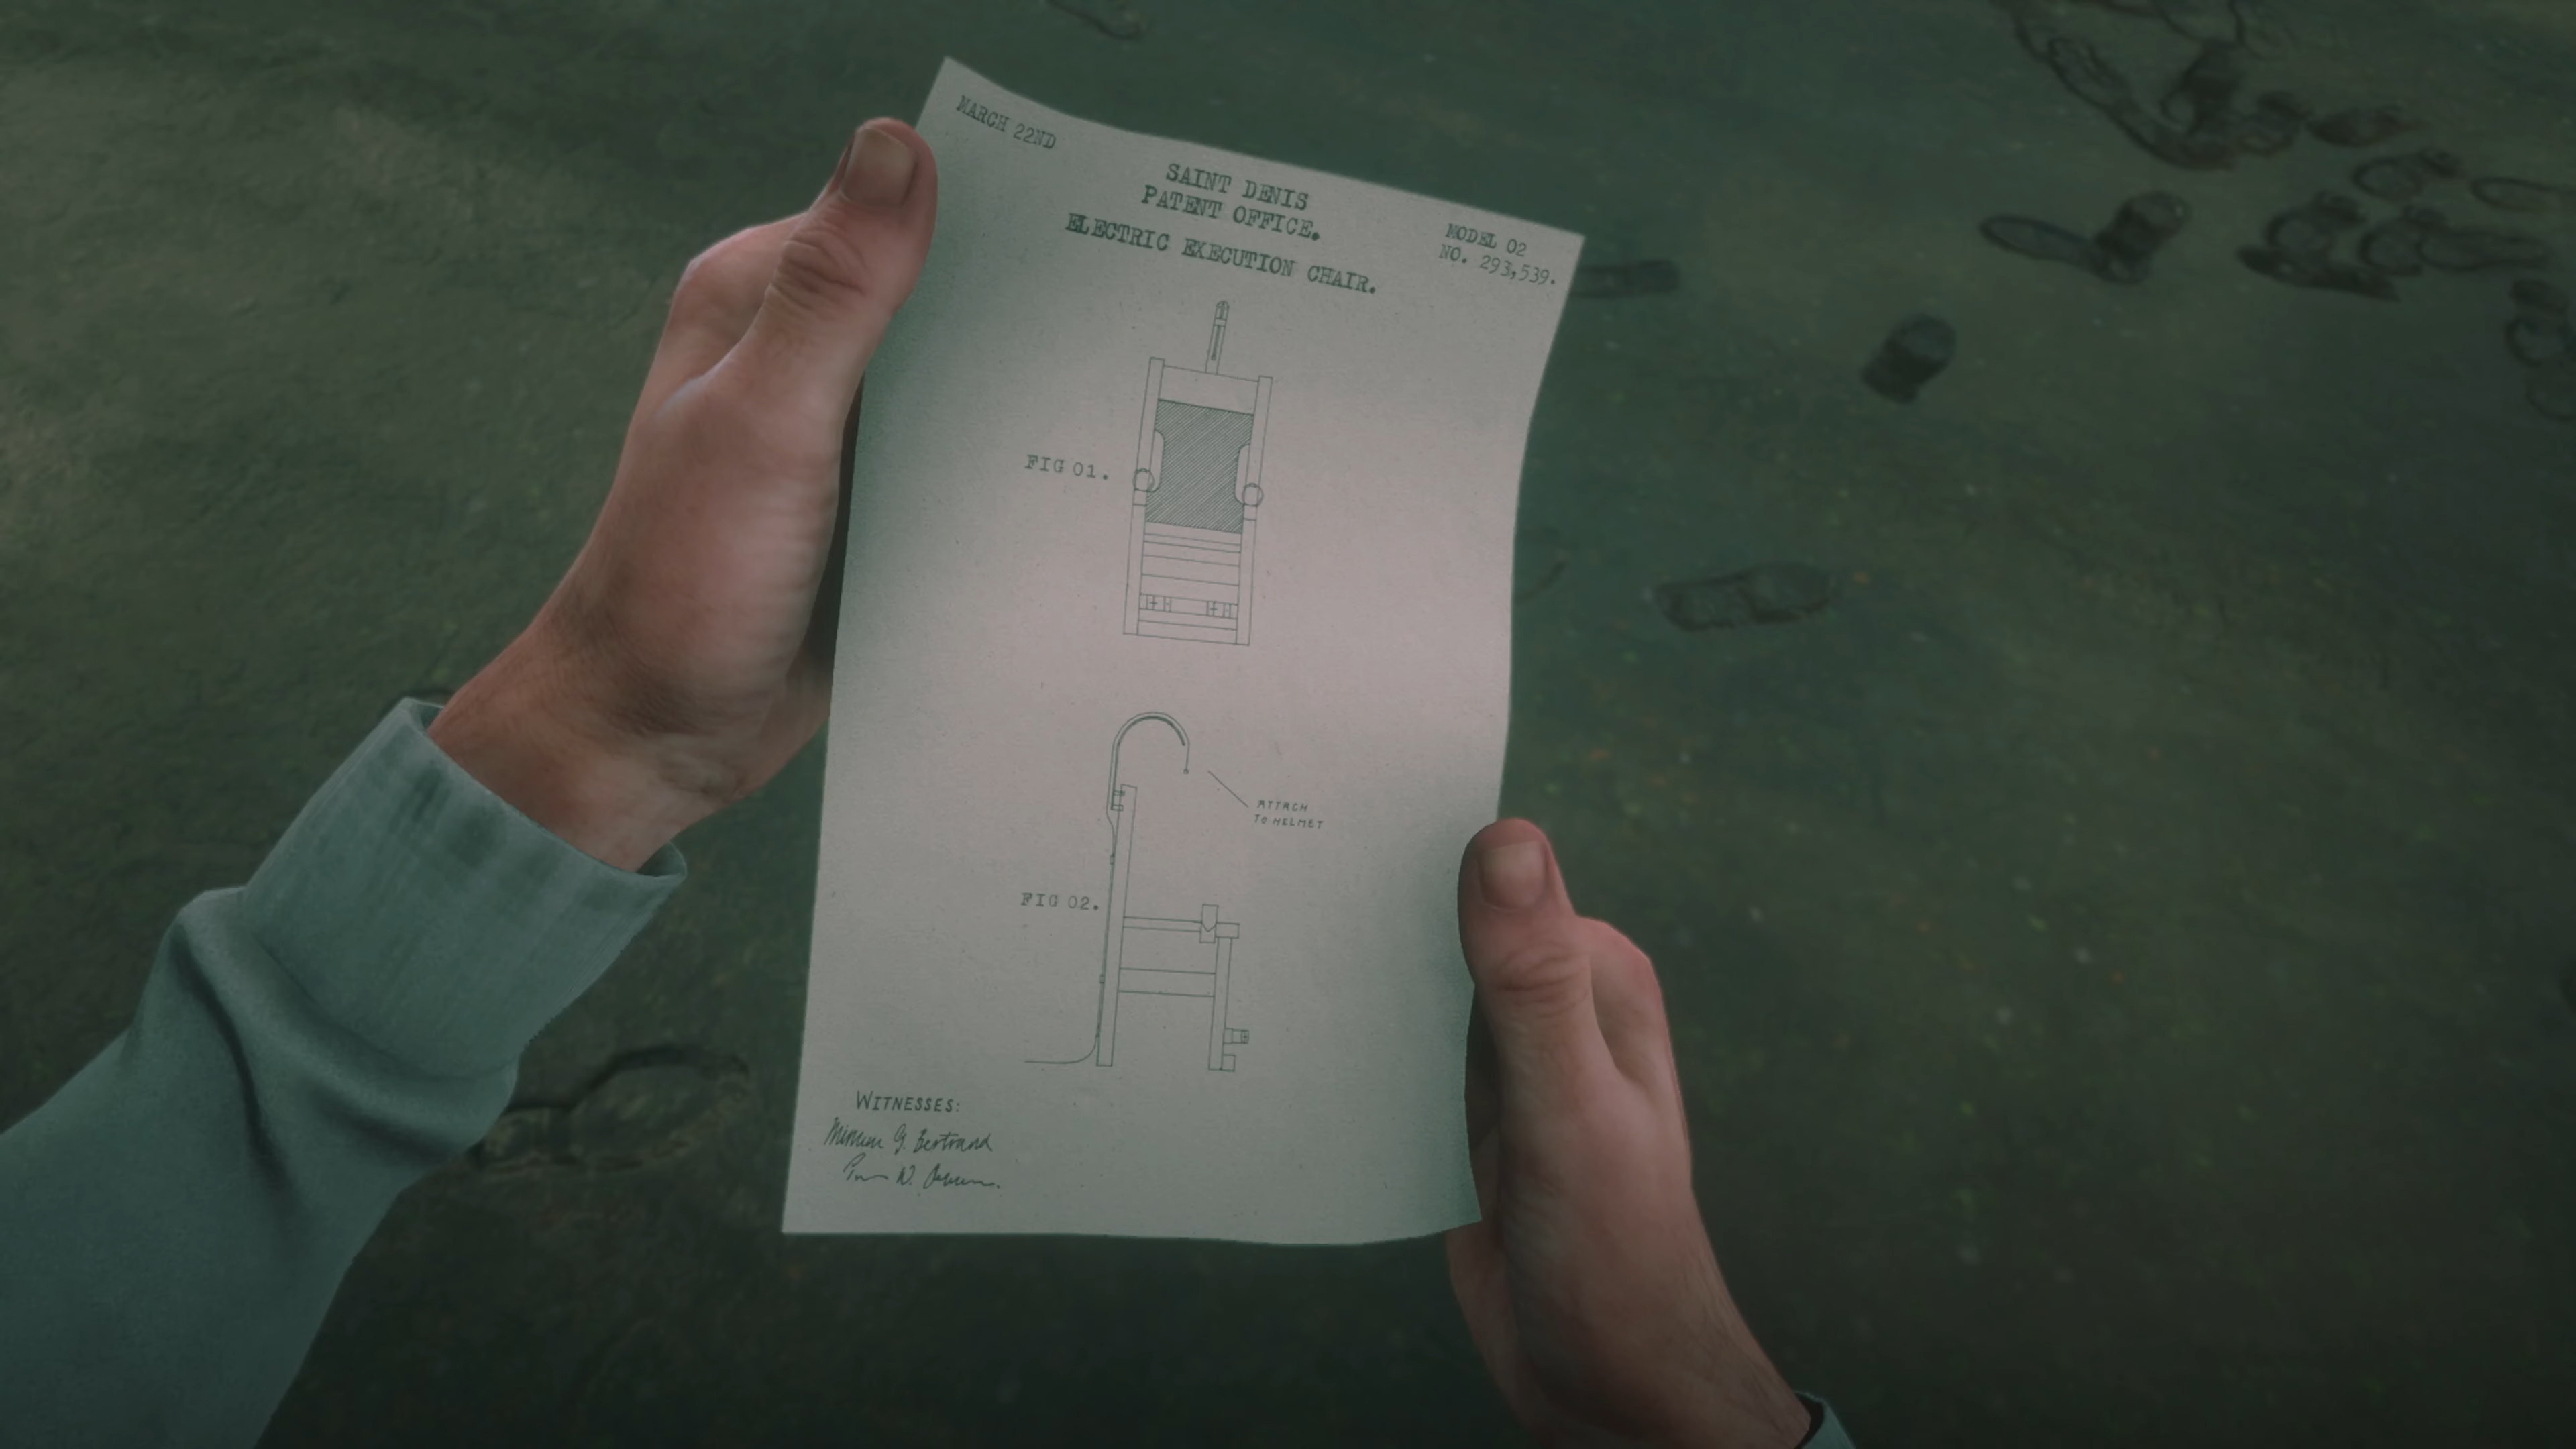 MARCH 22ND
SAINT DENIS
PATENT OFFICE.
ELECTRIC EXECUTION CHAIR.
MODEL 02
NO. 293,539.
FIG 01.
ATTACH
TO HELMET
FIG 02.
WITNESSES:
G. Bertrand
W.